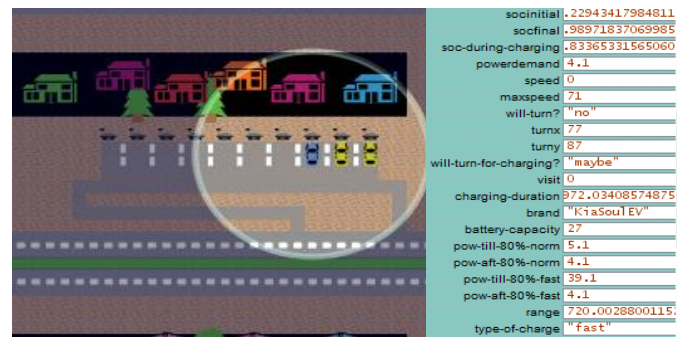 socinitial .22943417984811
socfinal .98971837069985
soc-during-charging .83365331565060
powerdemand 4.1
speed 0
maxspeed 71
will-turn? "no"
turnx 77
turny 87
will-turn-for-charging? "maybe"
visit 0
charging-duration 972.03408574875
brand "KiaSoulEV"
battery-capacity 27
pow-till-80%-norm 5.1
pow-aft-80%-norm 4.1
pow-till-80%-fast 39.1
pow-aft-80%-fast 4.1
range 720.0028800115
type-of-charge "fast"